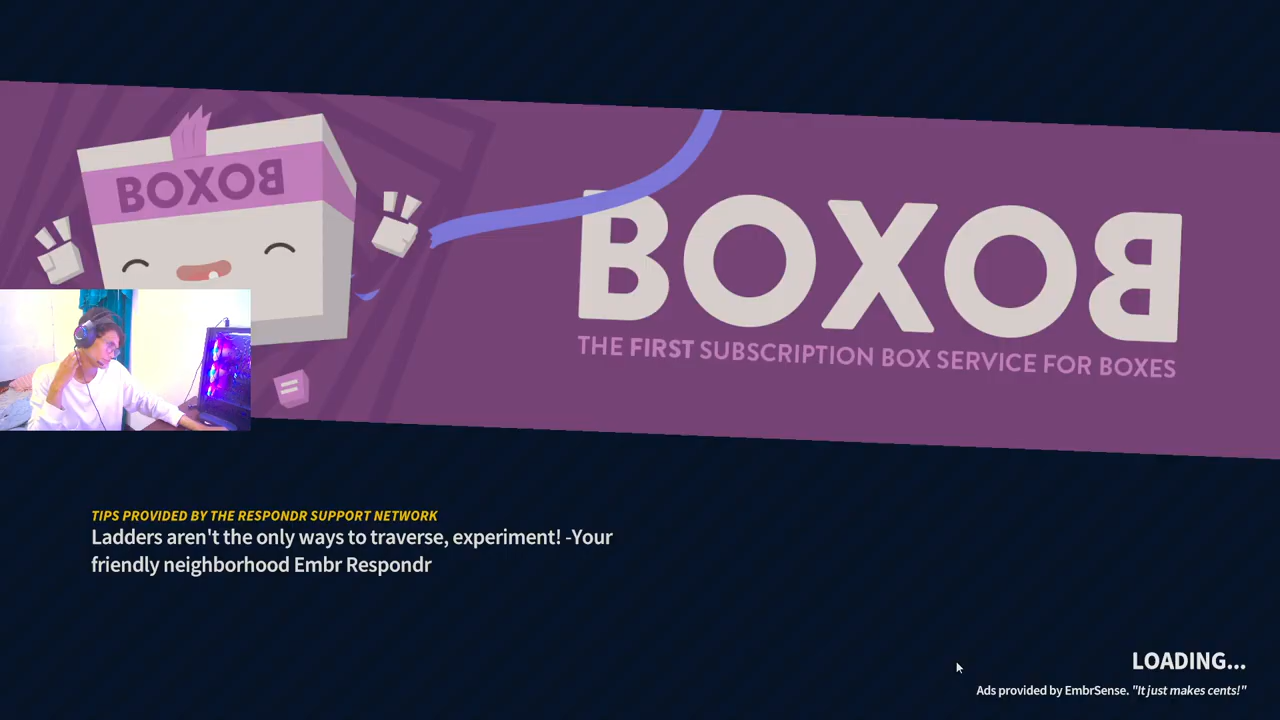 BOXOB
BOXOB
THE FIRST SUBSCRIPTION BOX SERVICE FOR BOXES
TIPS PROVIDED BY THE RESPONDR SUPPORT NETWORK
Ladders aren't the only ways to traverse, experiment! -Your
friendly neighborhood Embr Respondr
LOADING...
Ads provided by EmbrSense. "It just makes cents!"